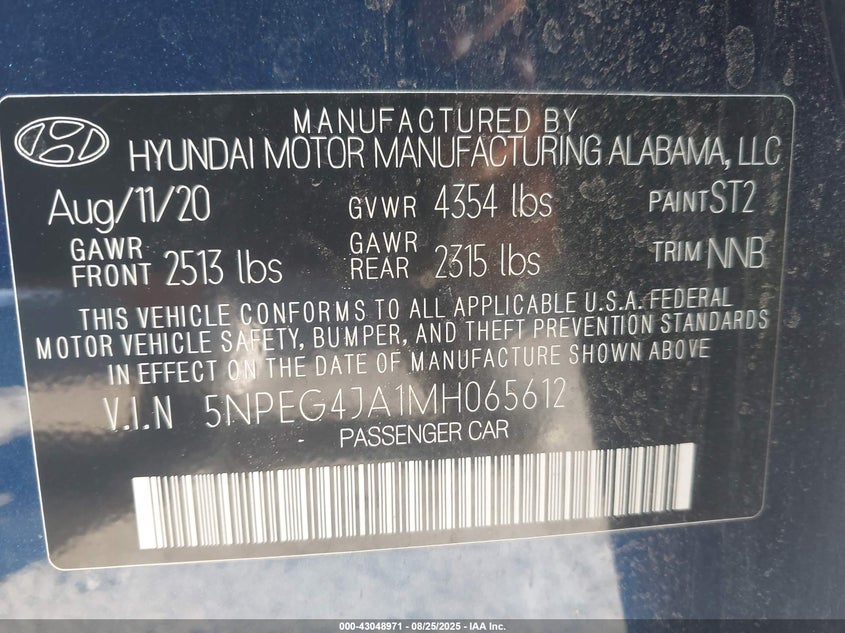 MANUFACTURED BY
HYUNDAI MOTOR MANUFACTURING ALABAMA, LLC
Aug/11/20 GVWR 4354 lbs PAINT ST2
GAWR FRONT 2513 lbs GAWR REAR 2315 lbs TRIM NNB
THIS VEHICLE CONFORMS TO ALL APPLICABLE U.S.A. FEDERAL
MOTOR VEHICLE SAFETY, BUMPER, AND THEFT PREVENTION STANDARDS
IN EFFECT ON THE DATE OF MANUFACTURE SHOWN ABOVE
V.I.N 5NPEG4JA1MH065612
PASSENGER CAR
000-43048971 - 08/25/2025 - IAA Inc.